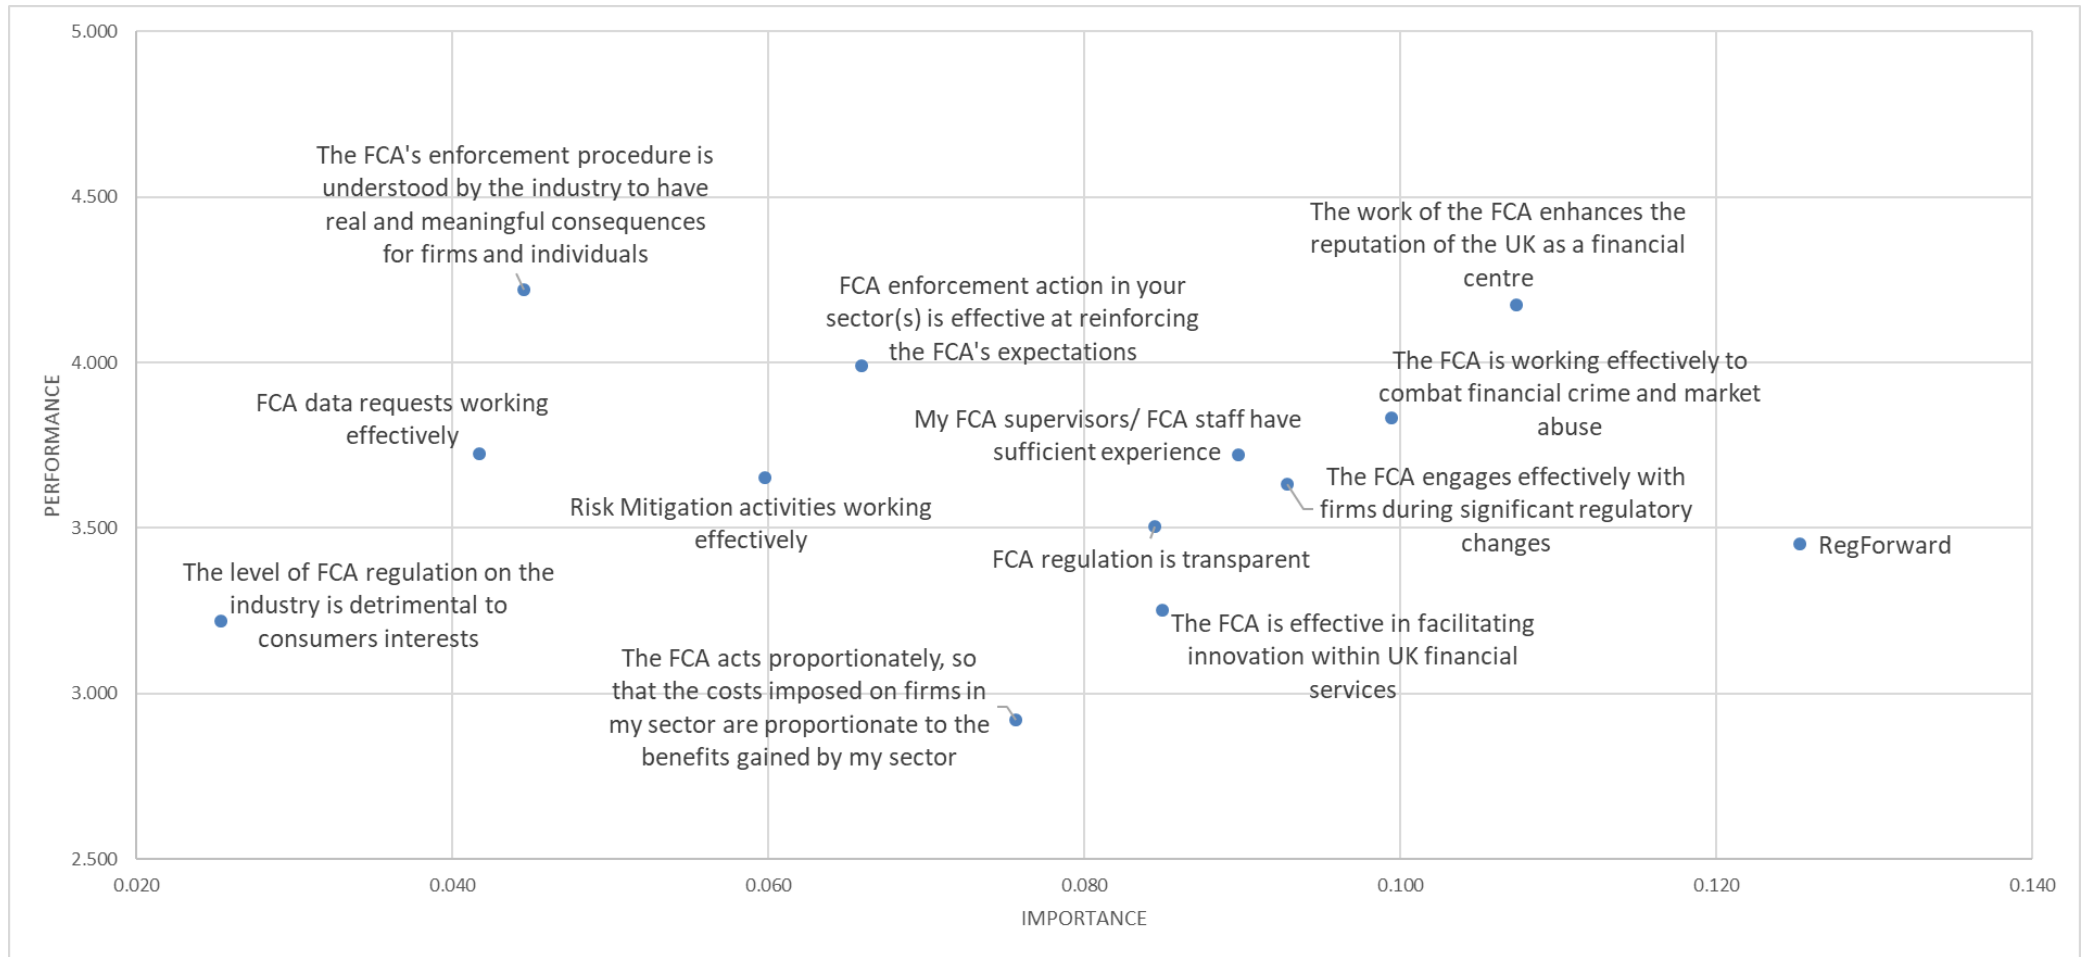 5.000
The FCA's enforcement procedure is
understood by the industry to have
real and meaningful consequences
for firms and individuals
4.500
The work of the FCA enhances the
reputation of the UK as a financial
centre
FCA enforcement action in your
sector(s) is effective at reinforcing
the FCA's expectations
4.000
The FCA is working effectively to
combat financial crime and market
abuse
PERFORMANCE
FCA data requests working
effectively
My FCA supervisors/ FCA staff have
sufficient experience
The FCA engages effectively with
firms during significant regulatory
changes
Risk Mitigation activities working
effectively
3.500
FCA regulation is transparent
RegForward
The level of FCA regulation on the
industry is detrimental to
consumers interests
The FCA is effective in facilitating
innovation within UK financial
services
The FCA acts proportionately, so
that the costs imposed on firms in
my sector are proportionate to the
benefits gained by my sector
3.000
2.500
0.020
0.040
0.060
0.080
0.100
0.120
0.140
IMPORTANCE